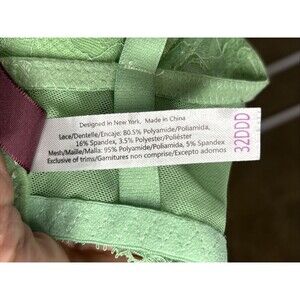 Designed in New York, Made in China
Lace/Dentelle/Encaje: 80.5% Polyamide/Poliamida,
16% Spandex, 3.5% Polyester/Poliéster
Mesh/Maille/Malla: 95% Polyamide/Poliamida, 5% Spandex
Exclusive of trims/Garnitures non comprise/Excepto adornos
32DDD